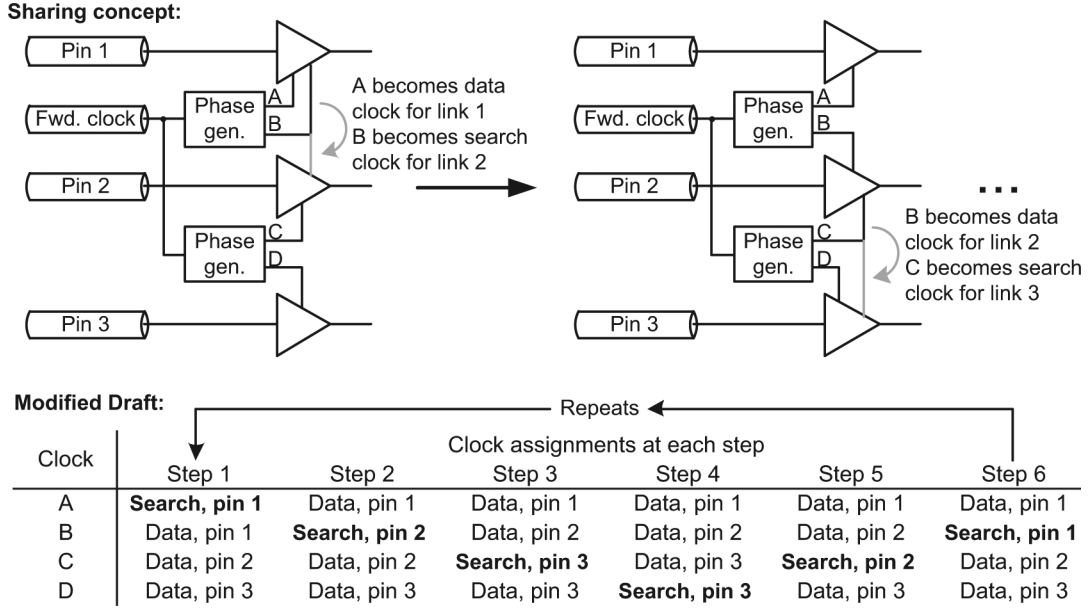 Sharing concept:
Pin 1
Fwd. clock
Phase
gen.
A
B
A becomes data
clock for link 1
B becomes search
clock for link 2
Pin 2
Phase
gen.
C
D
Pin 3
Pin 1
Fwd. clock
Phase
gen.
A
B
Pin 2
...
Phase
gen.
C
D
B becomes data
clock for link 2
C becomes search
clock for link 3
Pin 3
Modified Draft:
Repeats
Clock assignments at each step
Clock Step 1 Step 2 Step 3 Step 4 Step 5 Step 6
A Search, pin 1 Data, pin 1 Data, pin 1 Data, pin 1 Data, pin 1 Data, pin 1
B Data, pin 1 Search, pin 2 Data, pin 2 Data, pin 2 Data, pin 2 Search, pin 1
C Data, pin 2 Data, pin 2 Search, pin 3 Data, pin 3 Search, pin 2 Data, pin 2
D Data, pin 3 Data, pin 3 Data, pin 3 Search, pin 3 Data, pin 3 Data, pin 3